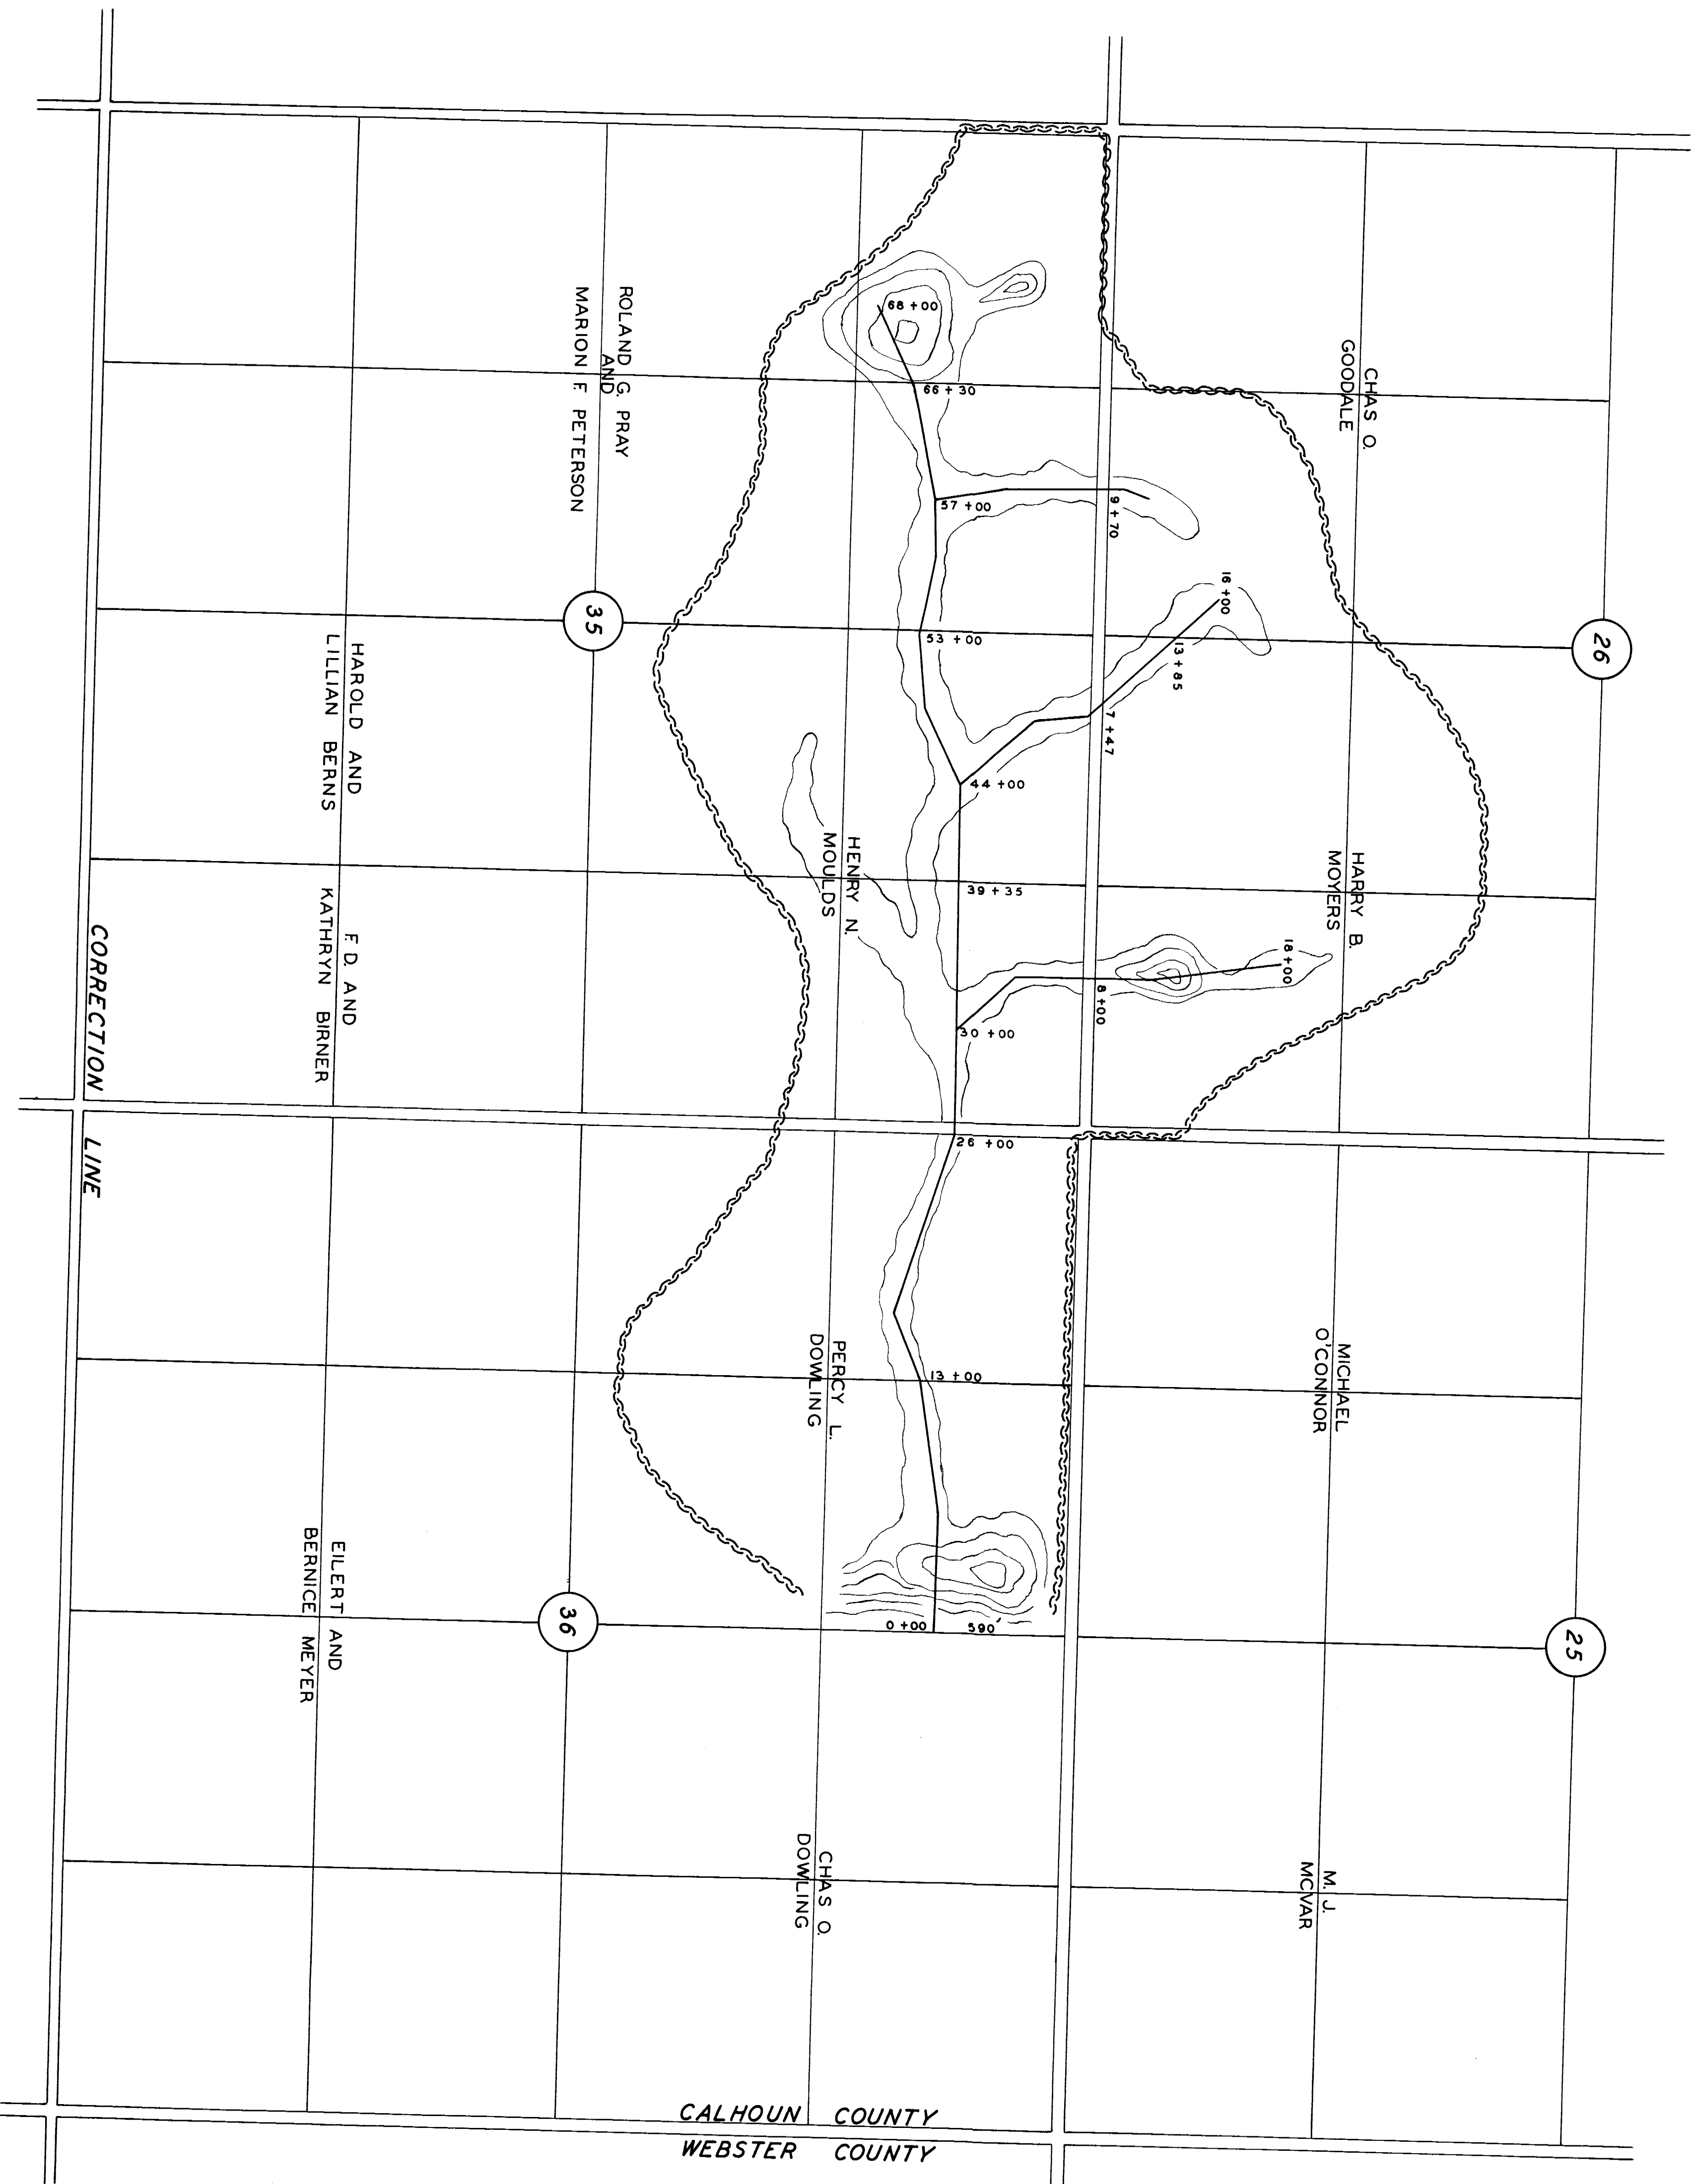 CHAS O.
GOODALE
26
HARRY B.
MOYERS
MICHAEL
O'CONNOR
25
M. J.
MCVAR
68 + 00
66 + 30
57 + 00
9 + 70
16 + 00
13 + 85
7 + 47
53 + 00
44 + 00
39 + 35
18 + 00
8 + 00
30 + 00
26 + 00
13 + 00
0 + 00
590'
ROLAND G. PRAY
AND
MARION F. PETERSON
35
HENRY N.
MOULDS
PERCY L.
DOWLING
36
CHAS O.
DOWLING
HAROLD AND
LILLIAN BERNS
F. D. AND
KATHRYN BIRNER
EILERT AND
BERNICE MEYER
CORRECTION LINE
CALHOUN COUNTY
WEBSTER COUNTY